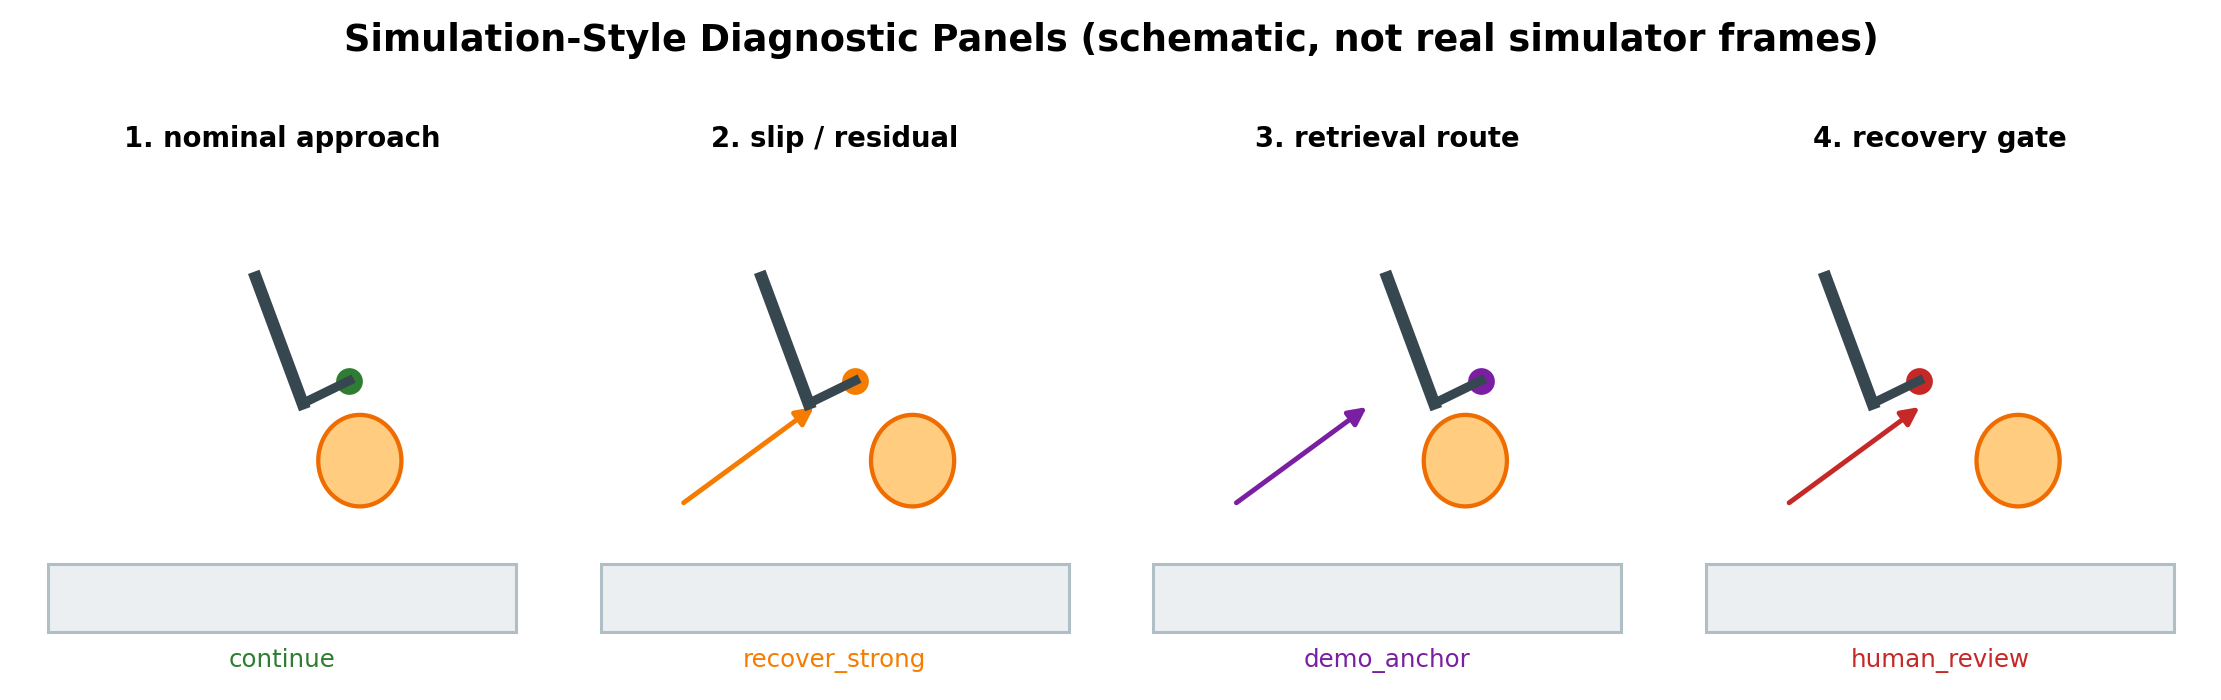 Simulation-Style Diagnostic Panels (schematic, not real simulator frames)
1. nominal approach
2. slip / residual
3. retrieval route
4. recovery gate
continue
recover_strong
demo_anchor
human_review